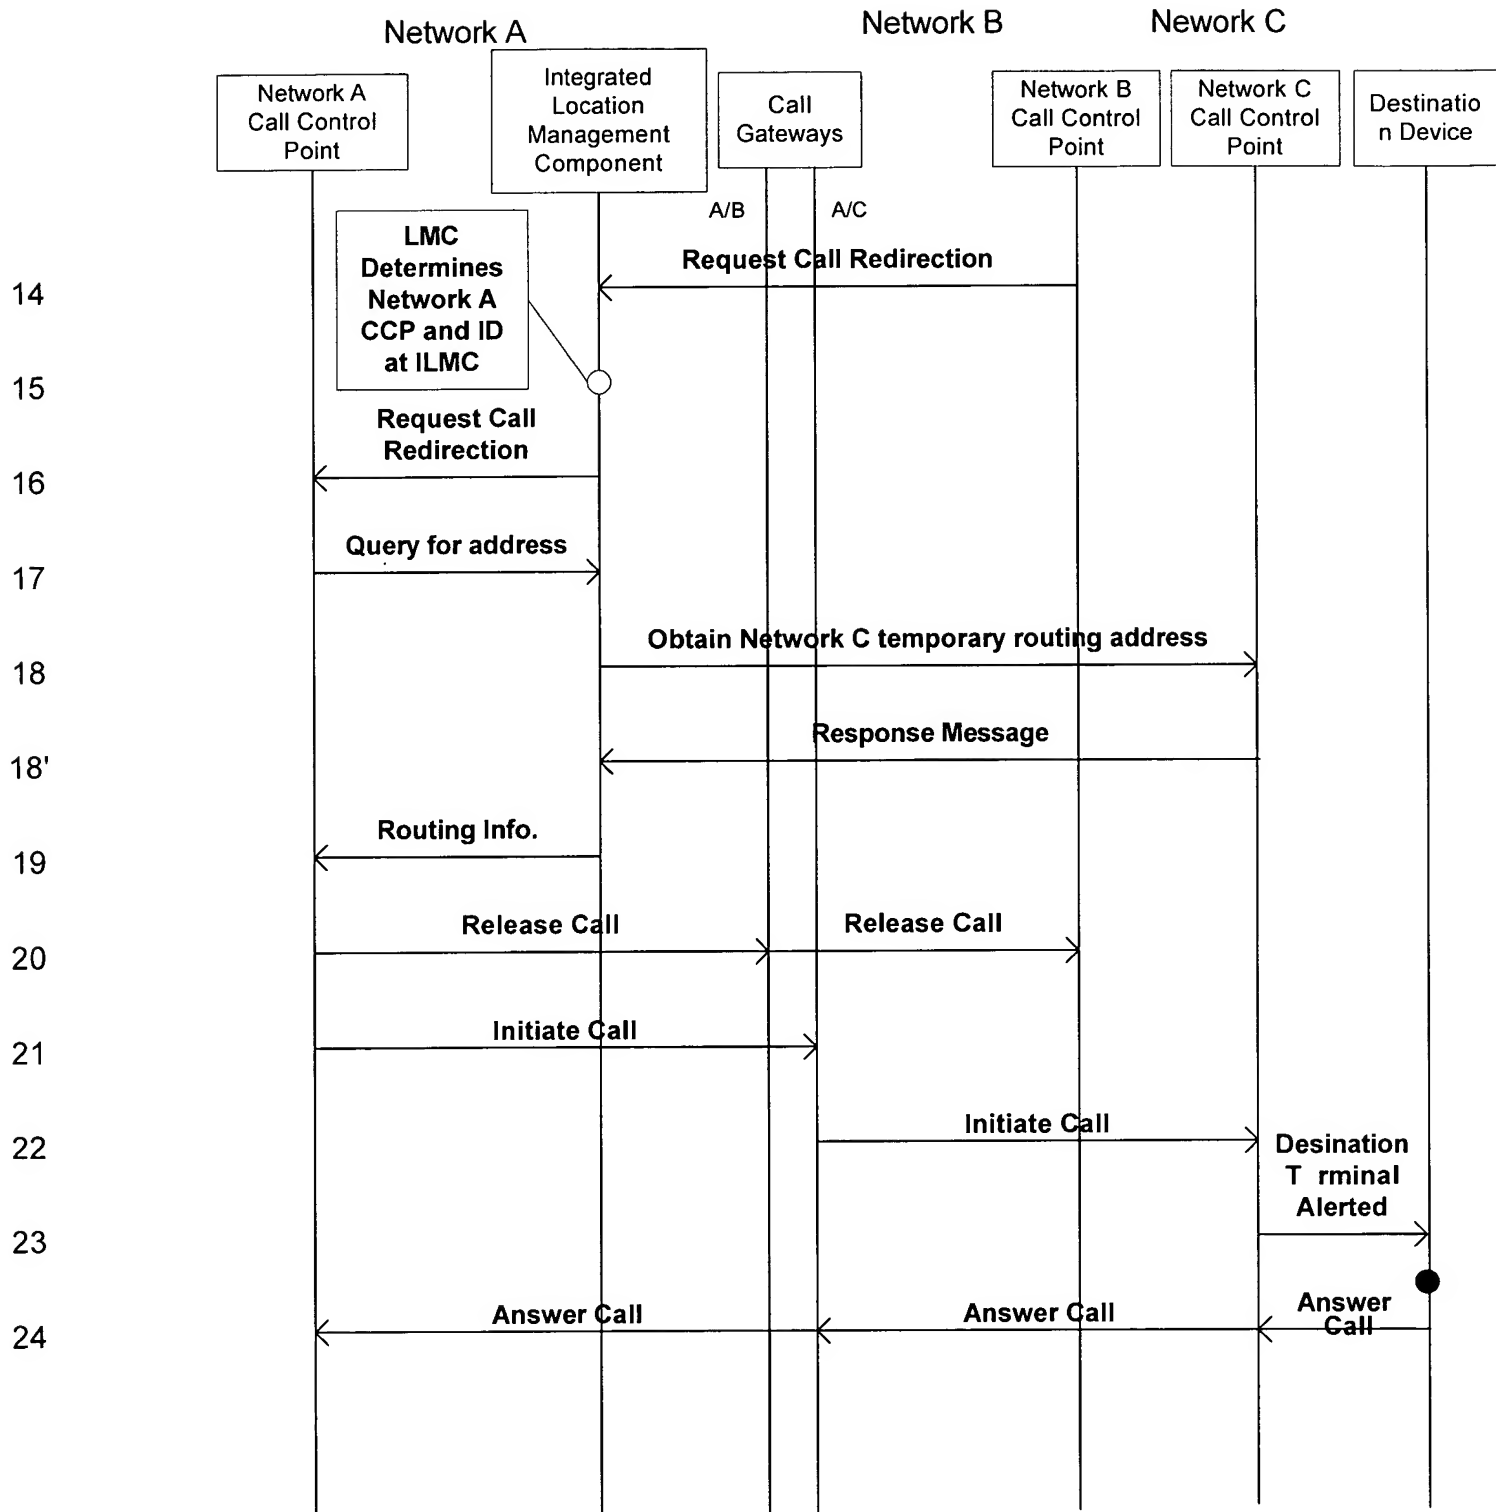 Network A
Network B
Nework C
Network A
Call Control
Point
Integrated
Location
Management
Component
Call
Gateways
Network B
Call Control
Point
Network C
Call Control
Point
Destinatio
n Device
A/B
A/C
LMC
Determines
Network A
CCP and ID
at ILMC
14
Request Call Redirection
15
Request Call
Redirection
16
Query for address
17
Obtain Network C temporary routing address
18
Response Message
18'
Routing Info.
19
Release Call
Release Call
20
Initiate Call
21
Initiate Call
22
Desination
T rminal
Alerted
23
Answer Call
Answer Call
Answer
Call
24